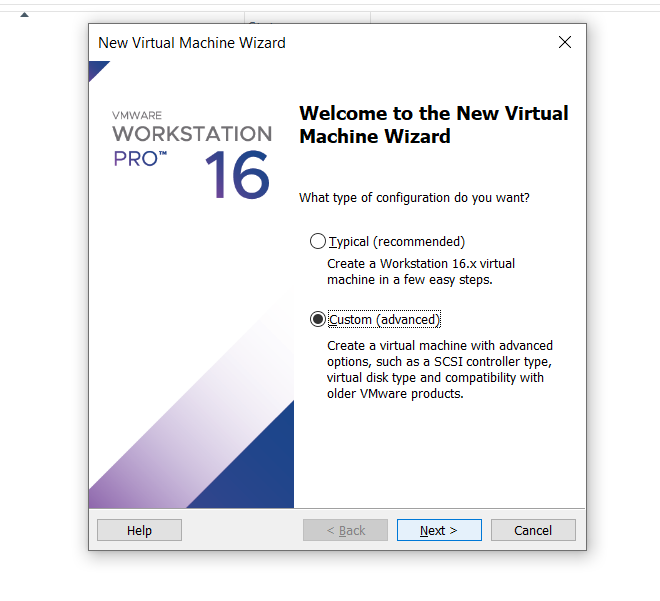 New Virtual Machine Wizard
VMWARE
WORKSTATION
PRO™ 16
Welcome to the New Virtual
Machine Wizard
What type of configuration do you want?
Typical (recommended)
Create a Workstation 16.x virtual
machine in a few easy steps.
Custom (advanced)
Create a virtual machine with advanced
options, such as a SCSI controller type,
virtual disk type and compatibility with
older VMware products.
Help
< Back
Next >
Cancel